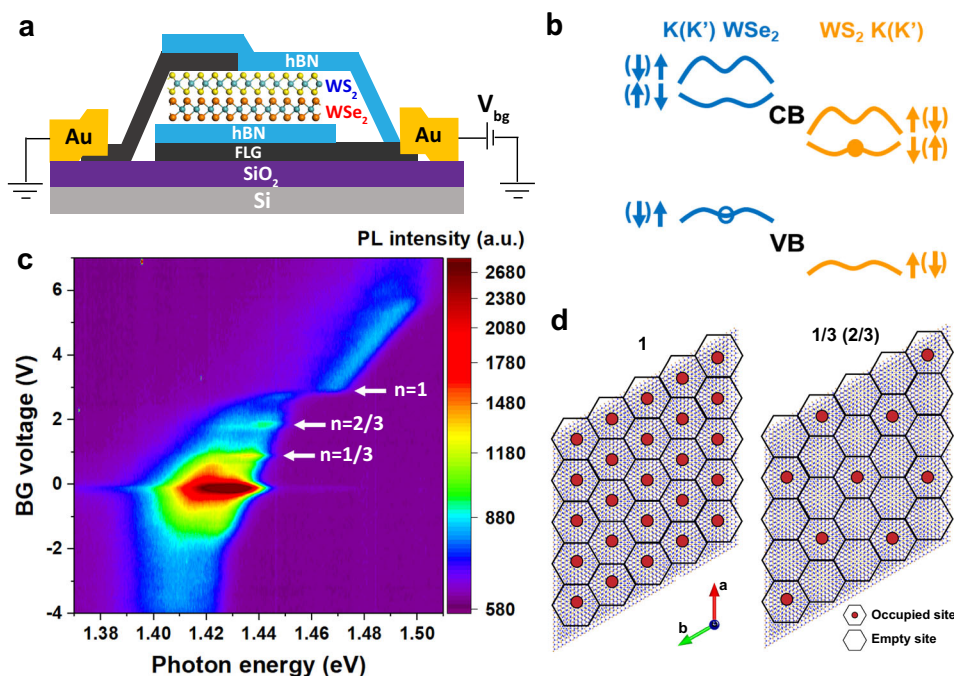 a
hBN
WS2
WSe2
hBN
FLG
Au
Au
Vbg
SiO2
Si
b
K(K') WSe2
WS2 K(K')
(↓)↑
(↑)↓
CB
↑(↓)
↓(↑)
(↓)↑
VB
↑(↓)
c
PL intensity (a.u.)
2680
2380
2080
1780
1480
1180
880
580
BG voltage (V)
6
4
2
0
-2
-4
n=1
n=2/3
n=1/3
1.38
1.40
1.42
1.44
1.46
1.48
1.50
Photon energy (eV)
d
1
1/3 (2/3)
a
b
Occupied site
Empty site